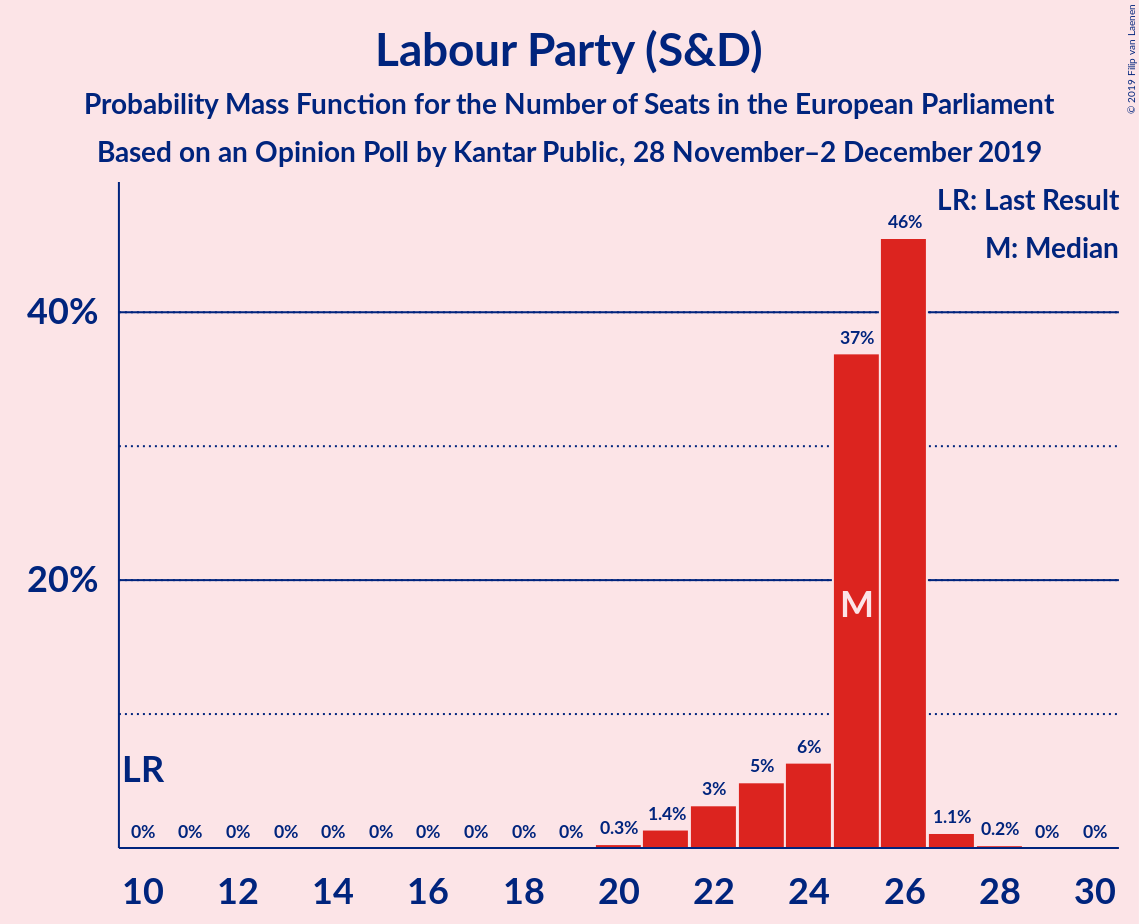 Labour Party (S&D)
Probability Mass Function for the Number of Seats in the European Parliament
Based on an Opinion Poll by Kantar Public, 28 November–2 December 2019
© 2019 Filip van Laenen
LR: Last Result
M: Median
40%
20%
LR
M
0% 0% 0% 0% 0% 0% 0% 0% 0% 0% 0.3% 1.4% 3% 5% 6% 37% 46% 1.1% 0.2% 0% 0%
10 12 14 16 18 20 22 24 26 28 30